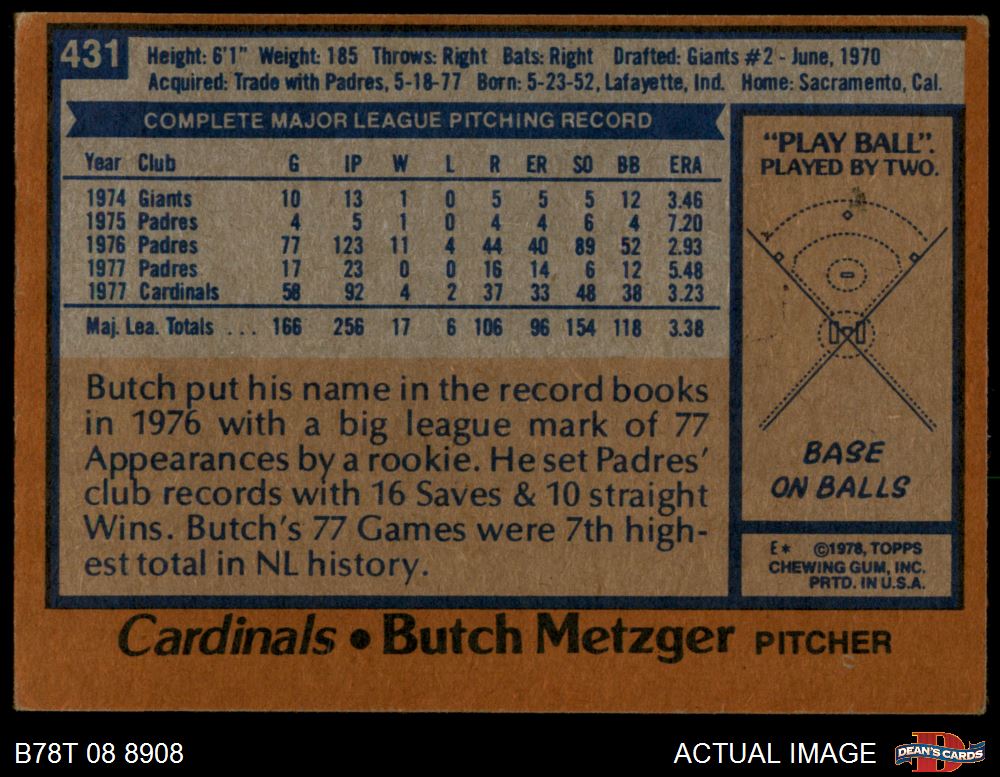 431
Height: 6'1" Weight: 185 Throws: Right Bats: Right Drafted: Giants #2 - June, 1970
Acquired: Trade with Padres, 5-18-77 Born: 5-23-52, Lafayette, Ind. Home: Sacramento, Cal.
COMPLETE MAJOR LEAGUE PITCHING RECORD
Year Club G IP W L R ER SO BB ERA
1974 Giants 10 13 1 0 5 5 5 12 3.46
1975 Padres 4 5 1 0 4 4 6 4 7.20
1976 Padres 77 123 11 4 44 40 89 52 2.93
1977 Padres 17 23 0 0 16 14 6 12 5.48
1977 Cardinals 58 92 4 2 37 33 48 38 3.23
Maj. Lea. Totals . . . 166 256 17 6 106 96 154 118 3.38
Butch put his name in the record books
in 1976 with a big league mark of 77
Appearances by a rookie. He set Padres'
club records with 16 Saves & 10 straight
Wins. Butch's 77 Games were 7th high-
est total in NL history.
"PLAY BALL".
PLAYED BY TWO.
BASE
ON BALLS
E* ©1978, TOPPS
CHEWING GUM, INC.
PRTD. IN U.S.A.
Cardinals • Butch Metzger PITCHER
B78T 08 8908
ACTUAL IMAGE
D
DEAN'S CARDS